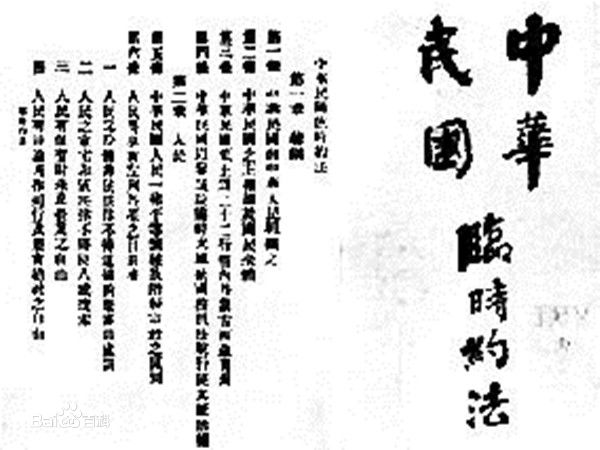 中華
民國
臨時約法
中華民國臨時約法
第一章 總綱
第一條 中華民國由中華人民組織之
第二條 中華民國之主權屬於國民全體
第三條 中華民國領土為二十二行省內外蒙古西藏青海
第四條 中華民國以參議院臨時大總統國務員法院行使其統治權
第二章 人民
第五條 中華民國人民一律平等無種族階級宗教之區別
第六條 人民得享有左列各項之自由權
一 人民之身體非依法律不得逮捕拘禁審問處罰
二 人民之家宅非依法律不得侵入或搜索
三 人民有保有財產及營業之自由
四 人民有言論著作刊行及集會結社之自由
Baidu百科